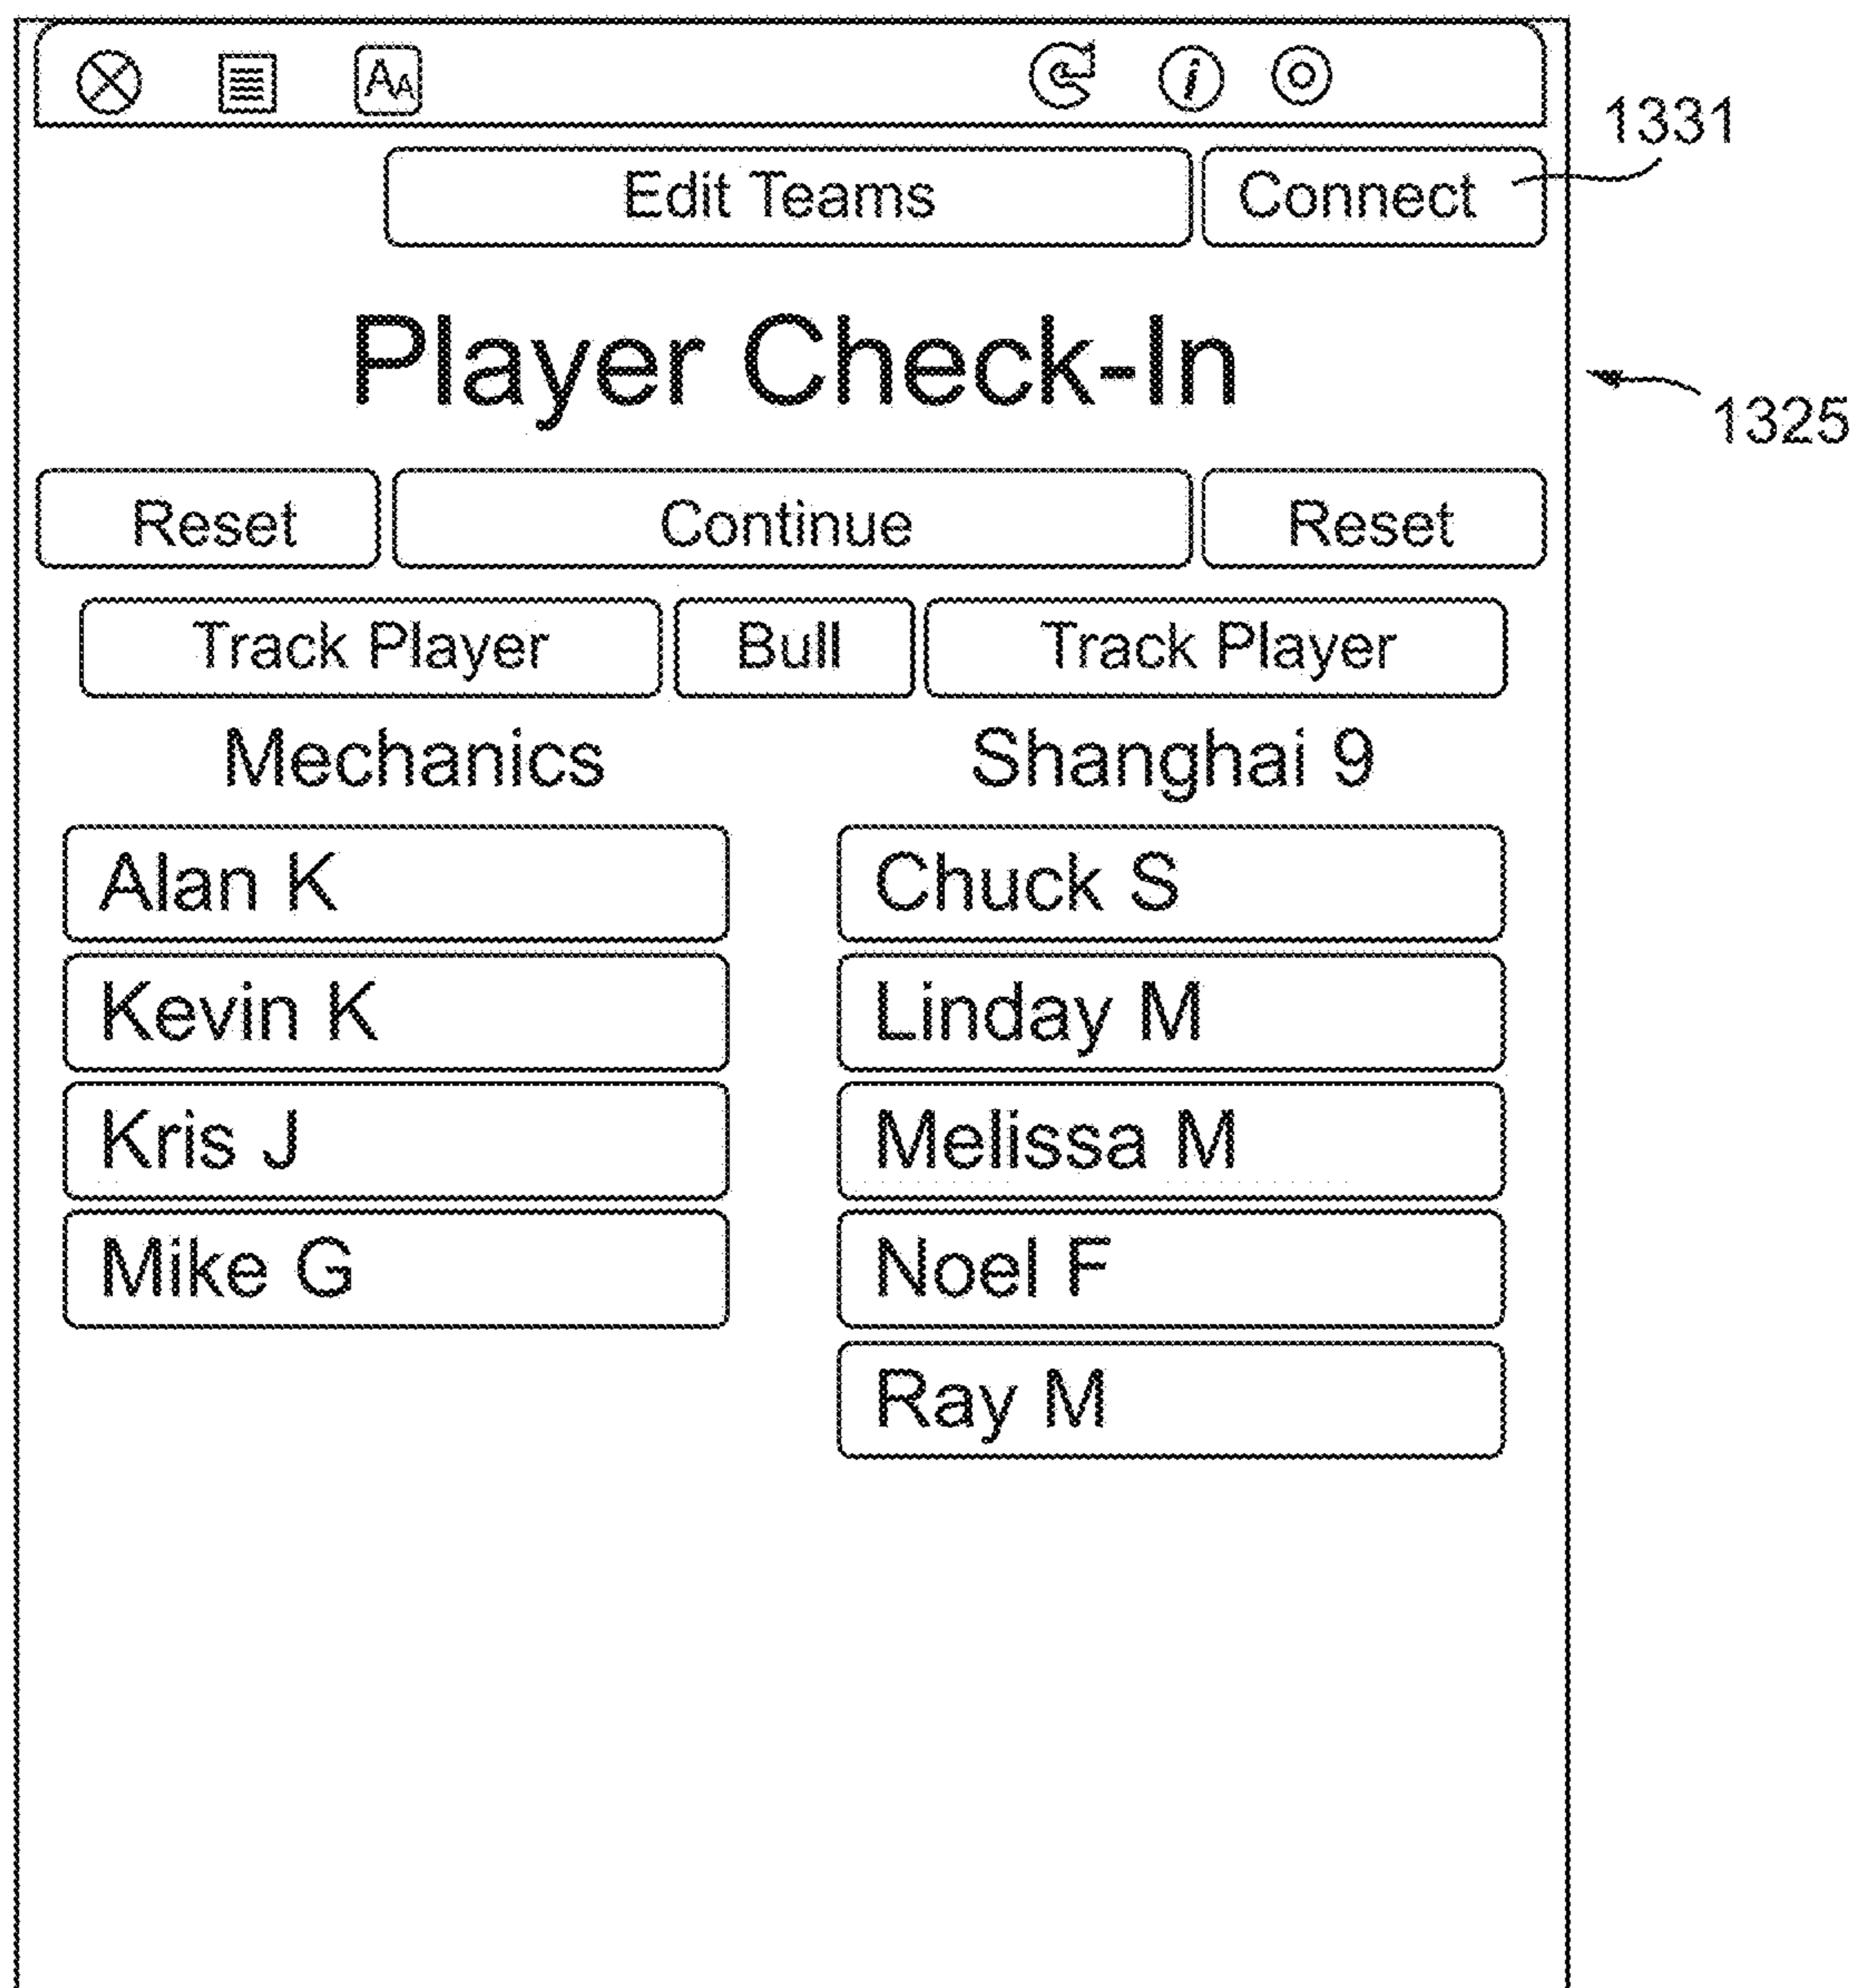 AA i
1331
Edit Teams Connect
Player Check-In
1325
Reset Continue Reset
Track Player Bull Track Player
Mechanics Shanghai 9
Alan K Chuck S
Kevin K Linday M
Kris J Melissa M
Mike G Noel F
Ray M